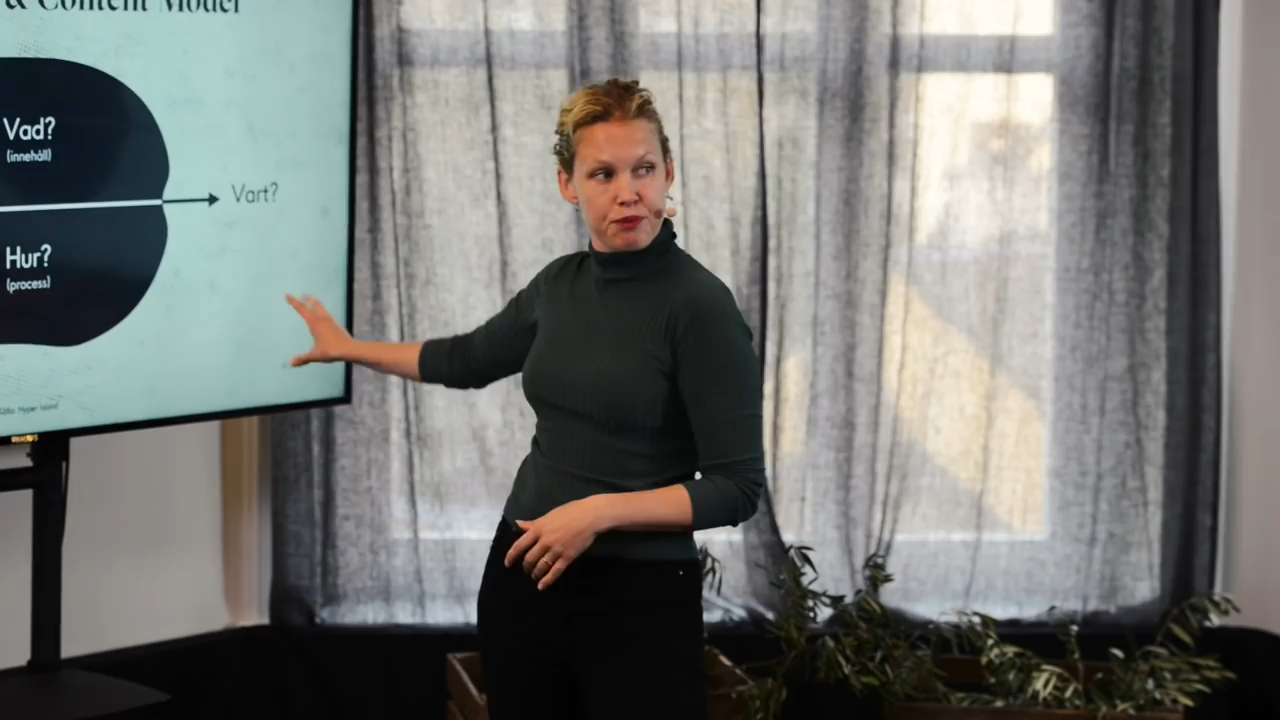 & Content Model
Vad?
(innehåll)
Vart?
Hur?
(process)
Hyper Island